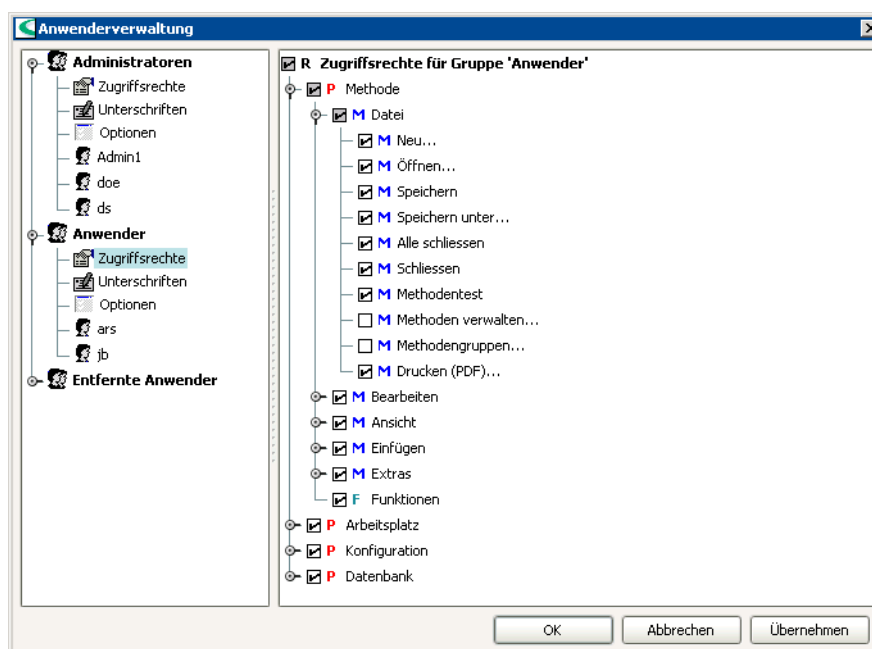 Anwenderverwaltung
Administratoren
Zugriffsrechte
Unterschriften
Optionen
Admin1
doe
ds
Anwender
Zugriffsrechte
Unterschriften
Optionen
ars
jb
Entfernte Anwender
R Zugriffsrechte für Gruppe 'Anwender'
P Methode
M Datei
M Neu...
M Öffnen...
M Speichern
M Speichern unter...
M Alle schliessen
M Schliessen
M Methodentest
M Methoden verwalten...
M Methodengruppen...
M Drucken (PDF)...
M Bearbeiten
M Ansicht
M Einfügen
M Extras
F Funktionen
P Arbeitsplatz
P Konfiguration
P Datenbank
OK Abbrechen Übernehmen